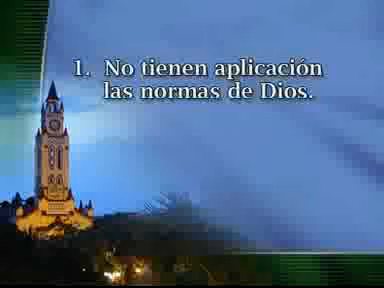 1. No tienen aplicación
las normas de Dios.